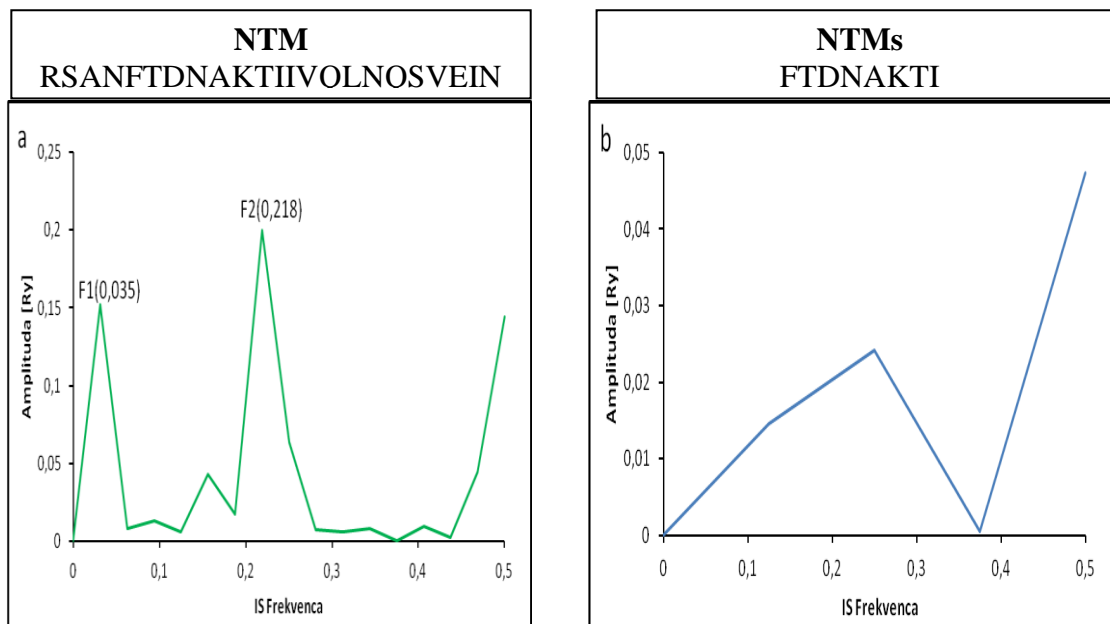 NTM
RSANFTDNAKTIIVOLNOSVEIN
a
0,25
0,2
0,15
0,1
0,05
0
Amplituda [Ry]
F1(0,035)
F2(0,218)
0
0,1
0,2
0,3
0,4
0,5
IS Frekvenca
NTMs
FTDNAKTI
b
0,05
0,04
0,03
0,02
0,01
0
Amplituda [Ry]
0
0,1
0,2
0,3
0,4
0,5
IS Frekvenca